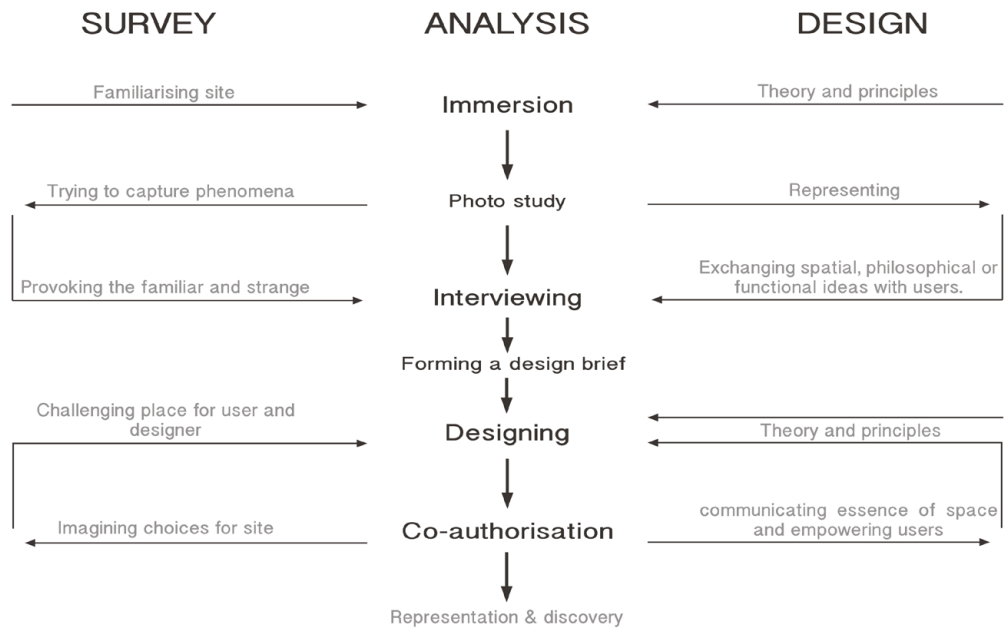 SURVEY
ANALYSIS
DESIGN
Familiarising site
Immersion
Theory and principles
Trying to capture phenomena
Photo study
Representing
Provoking the familiar and strange
Interviewing
Exchanging spatial, philosophical or
functional ideas with users.
Forming a design brief
Challenging place for user and
designer
Designing
Theory and principles
Imagining choices for site
Co-authorisation
communicating essence of space
and empowering users
Representation & discovery